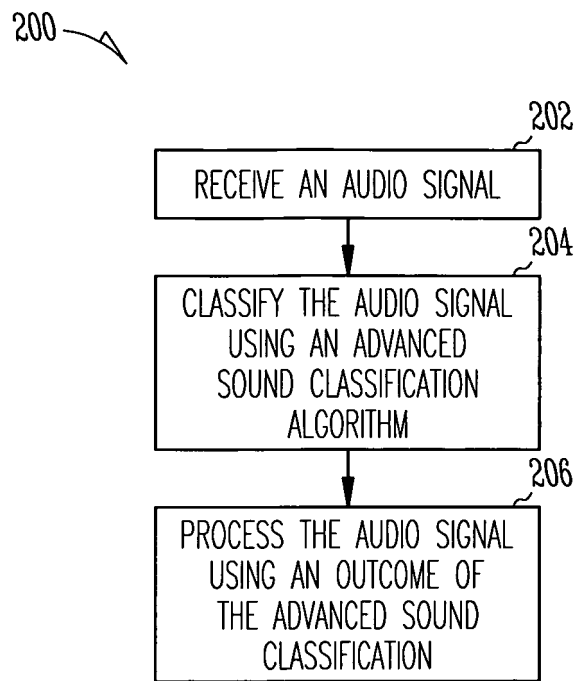 200
202
RECEIVE AN AUDIO SIGNAL
204
CLASSIFY THE AUDIO SIGNAL
USING AN ADVANCED
SOUND CLASSIFICATION
ALGORITHM
206
PROCESS THE AUDIO SIGNAL
USING AN OUTCOME OF
THE ADVANCED SOUND
CLASSIFICATION